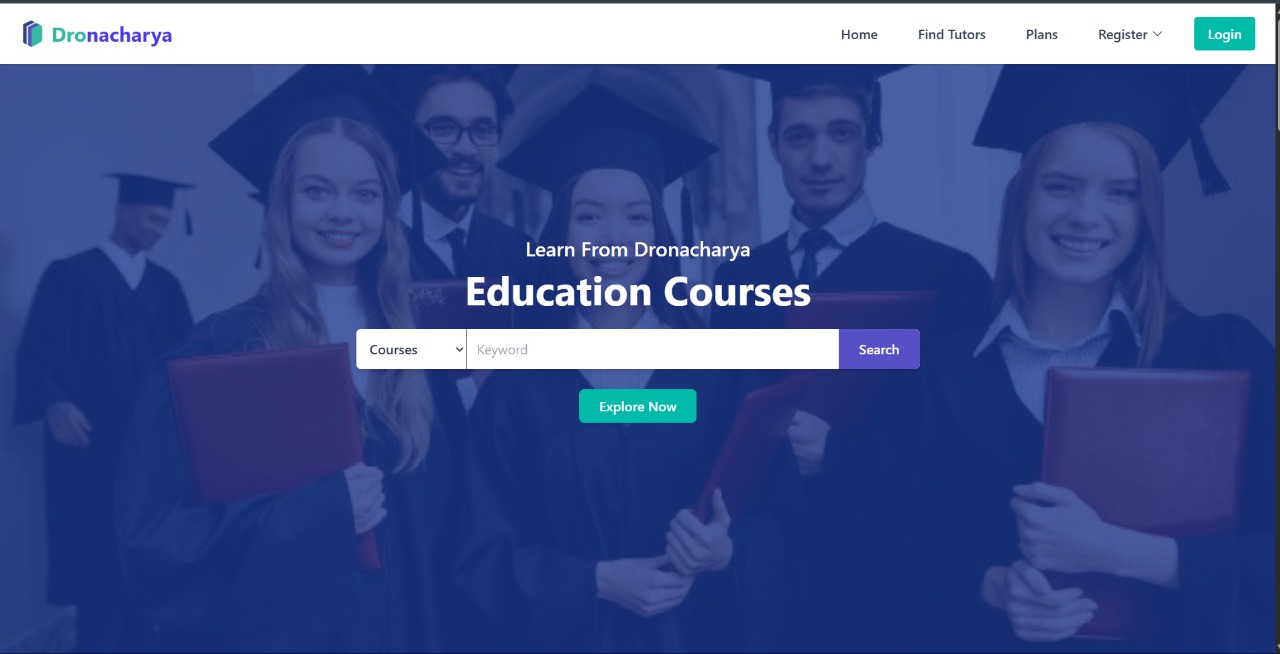 Dronacharya
Home Find Tutors Plans Register Login
Learn From Dronacharya
Education Courses
Courses Keyword Search
Explore Now